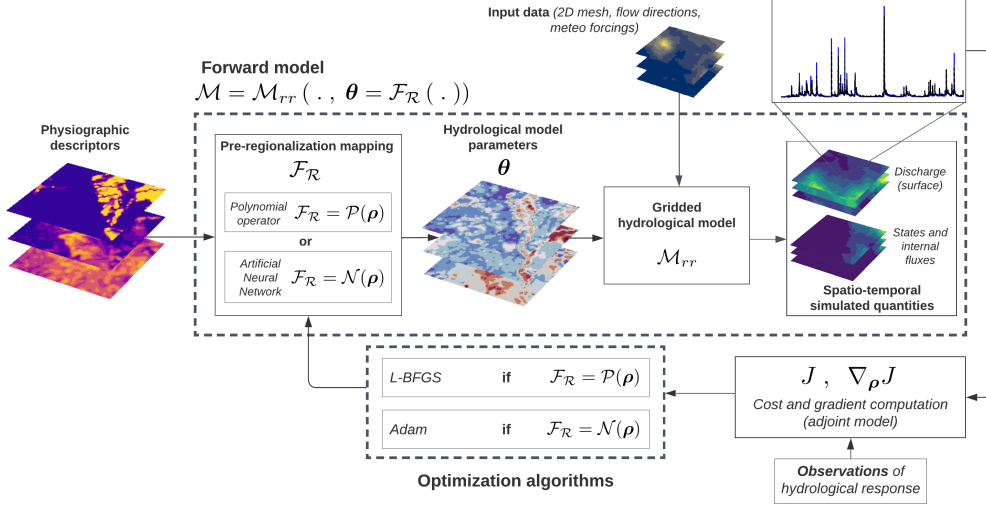 Input data (2D mesh, flow directions,
meteo forcings)
Forward model
ℳ = ℳ_rr ( . , θ = ℱ_ℛ ( . ))
Physiographic
descriptors
Pre-regionalization mapping
ℱ_ℛ
Polynomial
operator
ℱ_ℛ = 𝒫(ρ)
or
Artificial
Neural
Network
ℱ_ℛ = 𝒩(ρ)
Hydrological model
parameters
θ
Gridded
hydrological model
ℳ_rr
Discharge
(surface)
States and
internal
fluxes
Spatio-temporal
simulated quantities
L-BFGS if ℱ_ℛ = 𝒫(ρ)
Adam if ℱ_ℛ = 𝒩(ρ)
Optimization algorithms
J , ∇_ρ J
Cost and gradient computation
(adjoint model)
Observations of
hydrological response